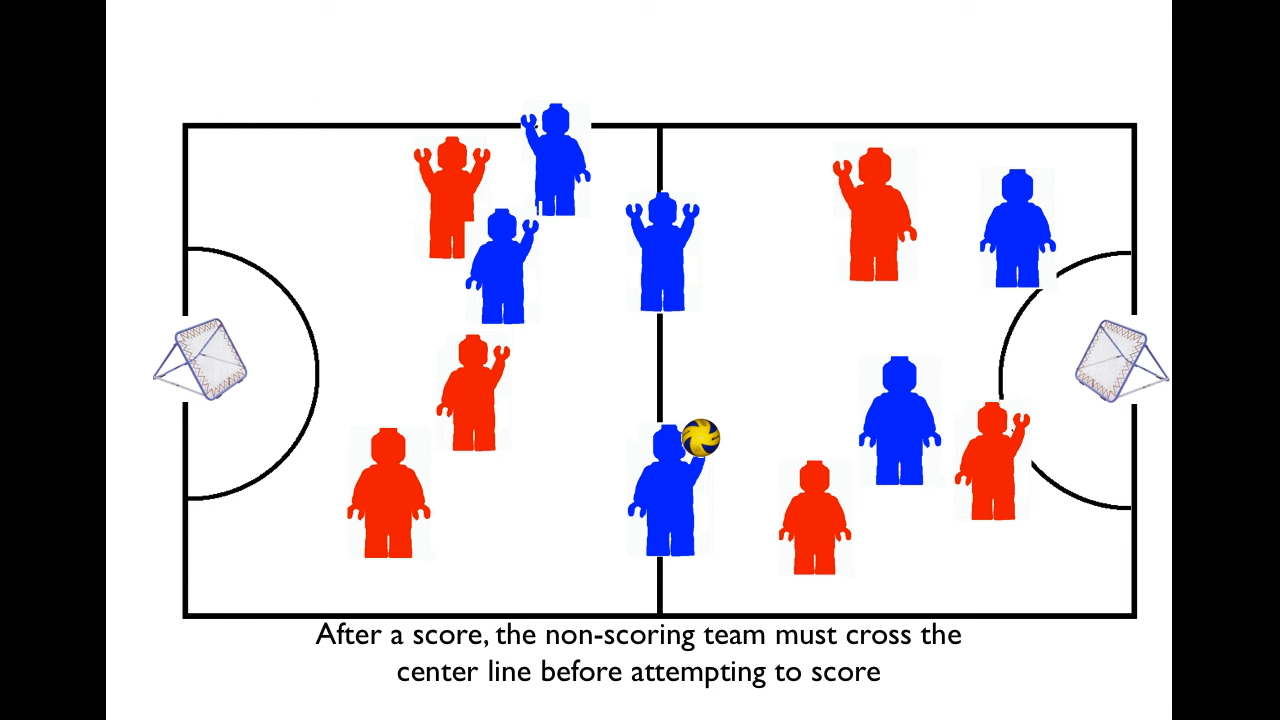 After a score, the non-scoring team must cross the
center line before attempting to score